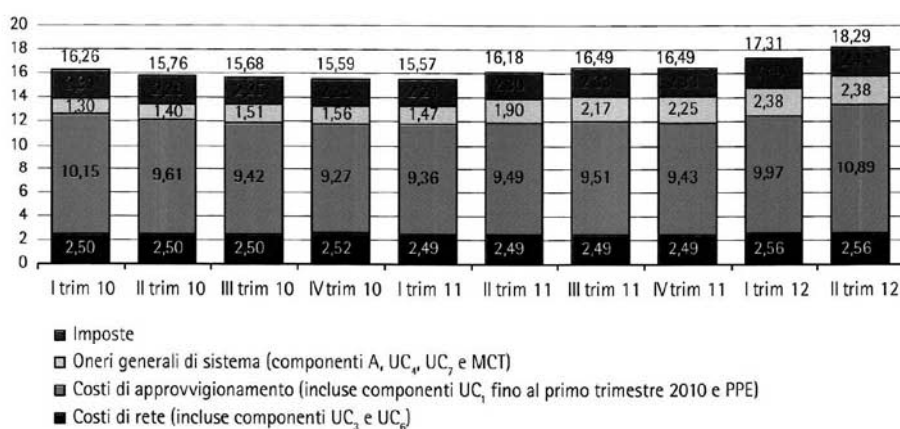 20
18
16
14
12
10
8
6
4
2
0
16,26 15,76 15,68 15,59 15,57 16,18 16,49 16,49 17,31 18,29
1,30 1,40 1,51 1,56 1,47 1,90 2,17 2,25 2,38 2,38
10,15 9,61 9,42 9,27 9,36 9,49 9,51 9,43 9,97 10,89
2,50 2,50 2,50 2,52 2,49 2,49 2,49 2,49 2,56 2,56
I trim 10 II trim 10 III trim 10 IV trim 10 I trim 11 II trim 11 III trim 11 IV trim 11 I trim 12 II trim 12
Imposte
Oneri generali di sistema (componenti A, UC₄, UC₇ e MCT)
Costi di approvvigionamento (incluse componenti UC₁ fino al primo trimestre 2010 e PPE)
Costi di rete (incluse componenti UC₃ e UC₆)